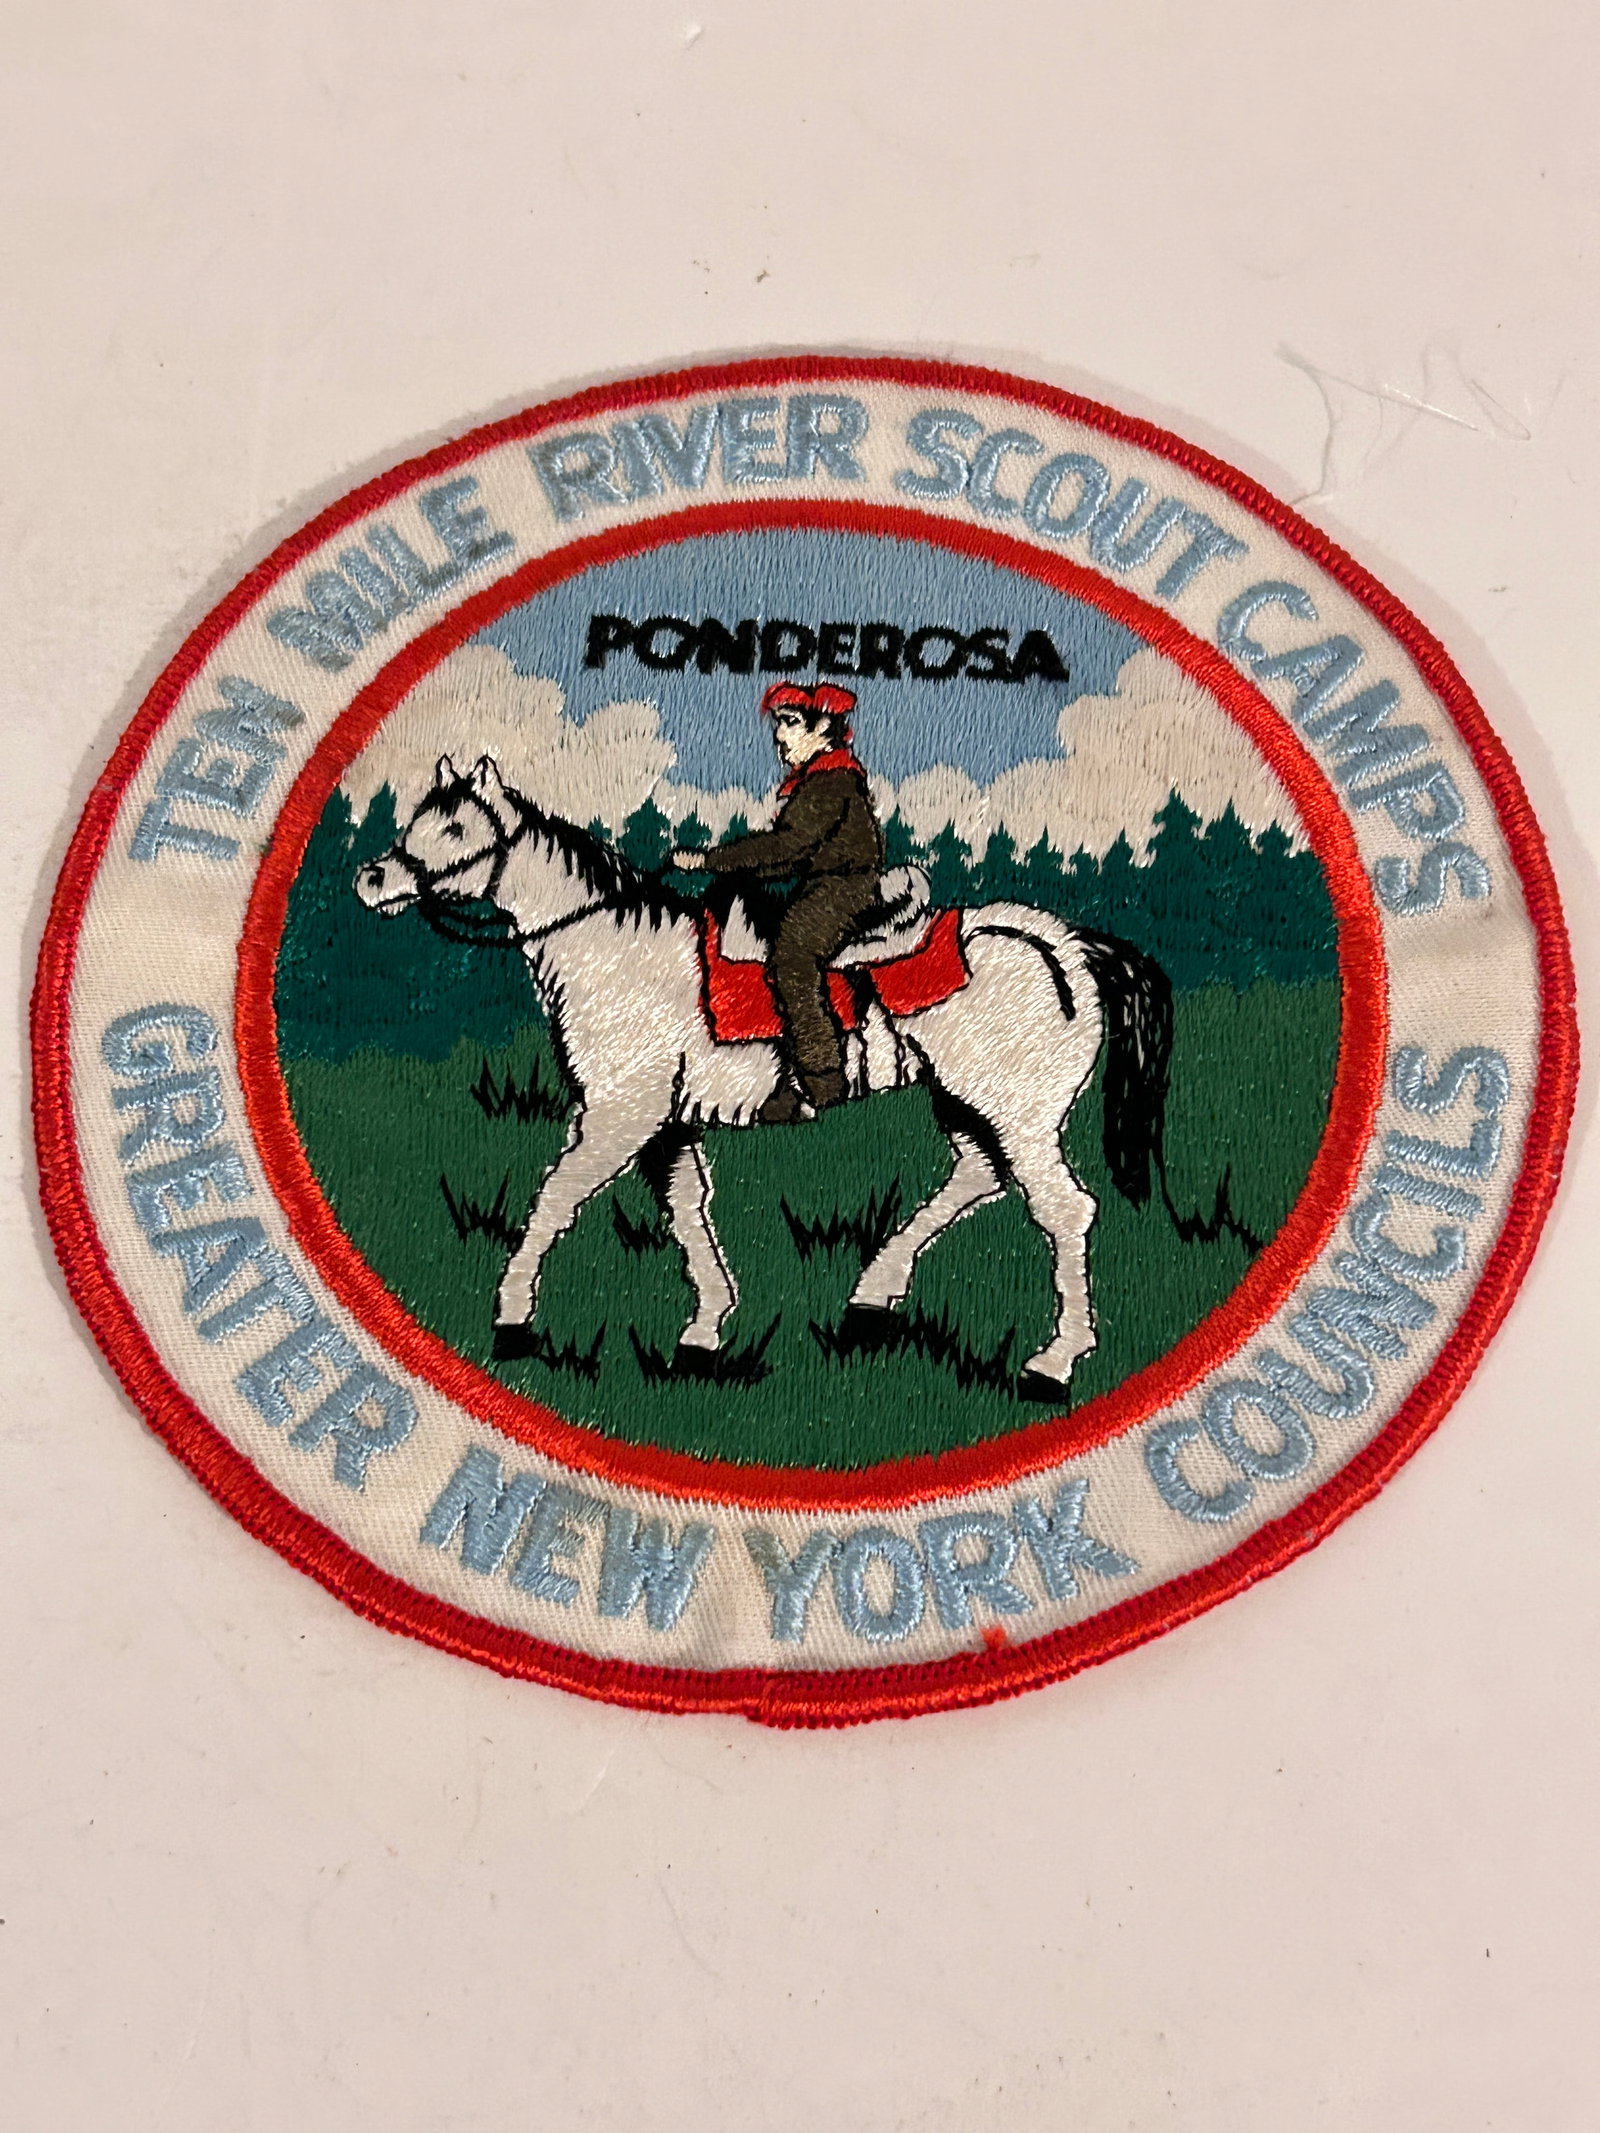 TEN MILE RIVER SCOUT CAMPS
PONDEROSA
GREATER NEW YORK COUNCILS